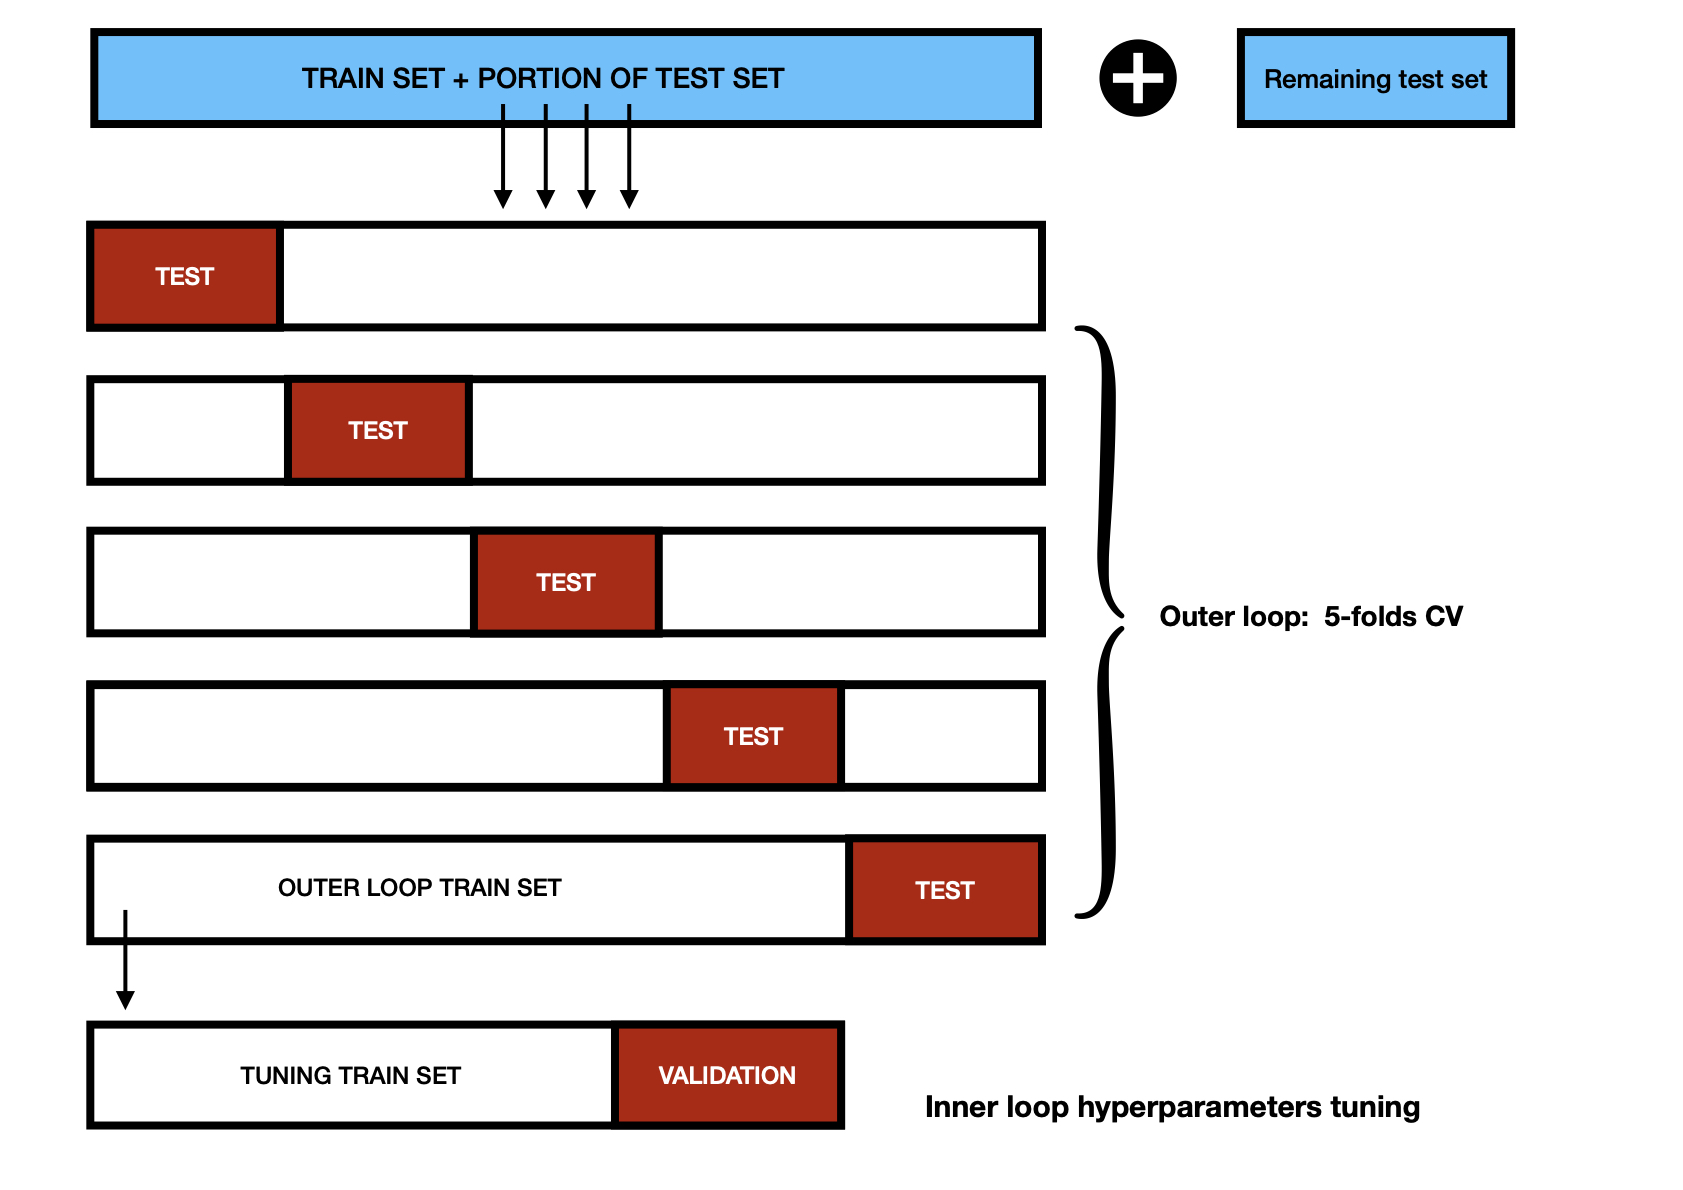 TRAIN SET + PORTION OF TEST SET
Remaining test set
TEST
TEST
TEST
Outer loop:  5-folds CV
TEST
OUTER LOOP TRAIN SET
TEST
TUNING TRAIN SET
VALIDATION
Inner loop hyperparameters tuning